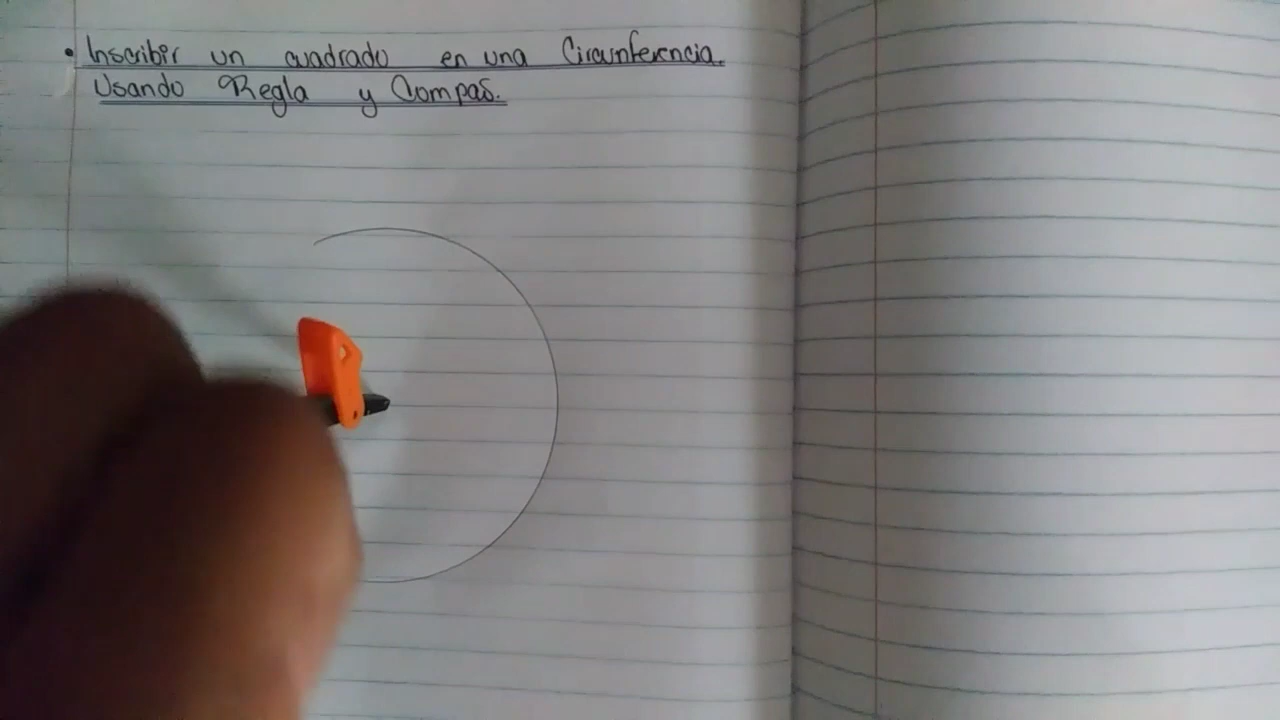 • Inscribir un cuadrado en una Circunferencia.
Usando Regla y Compas.